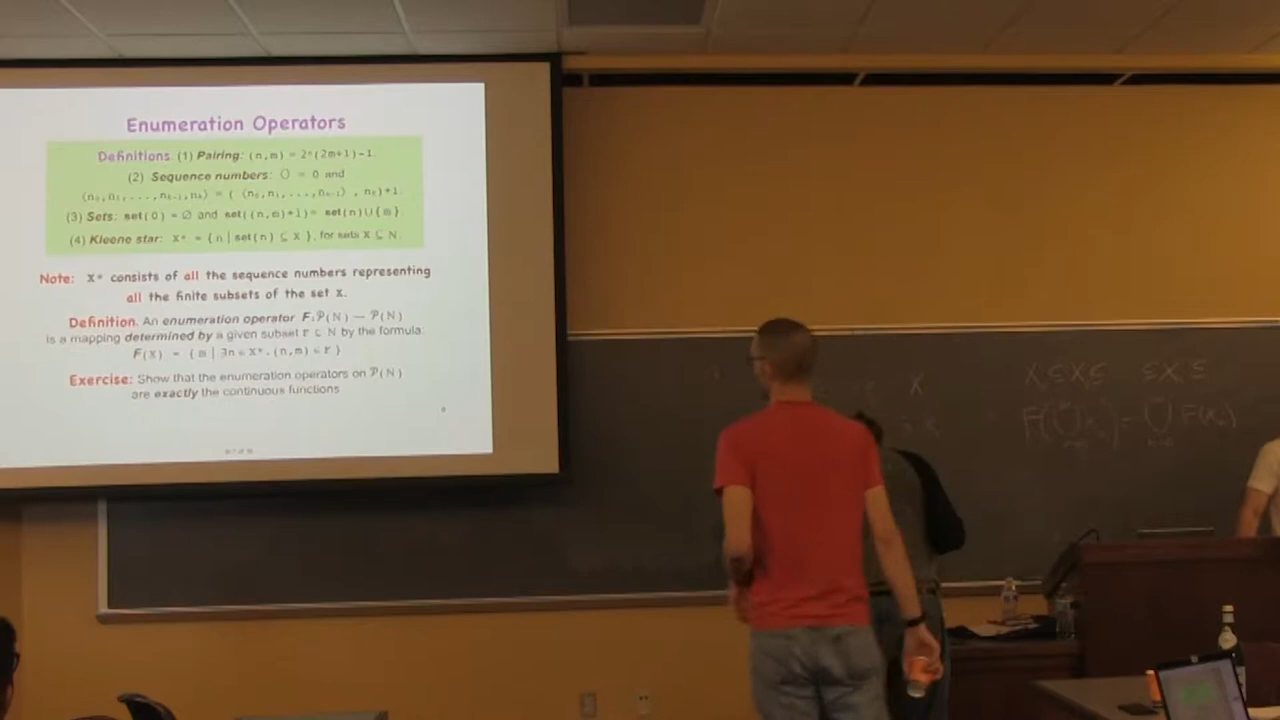 Enumeration Operators
Definitions (1) Pairing: (n,m) = 2ⁿ(2m+1)-1.
(2) Sequence numbers: ⟨⟩ = 0 and
⟨n₀,n₁,...,nₖ₋₁,nₖ⟩ = (⟨n₀,n₁,...,nₖ₋₁⟩, nₖ)+1.
(3) Sets: set(0) = ∅ and set((n,m)+1) = set(n)∪{m}.
(4) Kleene star: X* = {n | set(n) ⊆ X}, for sets X ⊆ N.
Note: X* consists of all the sequence numbers representing
all the finite subsets of the set X.
Definition. An enumeration operator F:P(N) → P(N)
is a mapping determined by a given subset F ⊆ N by the formula:
F(X) = {m | ∃n∈X*.(n,m)∈F}
Exercise: Show that the enumeration operators on P(N)
are exactly the continuous functions